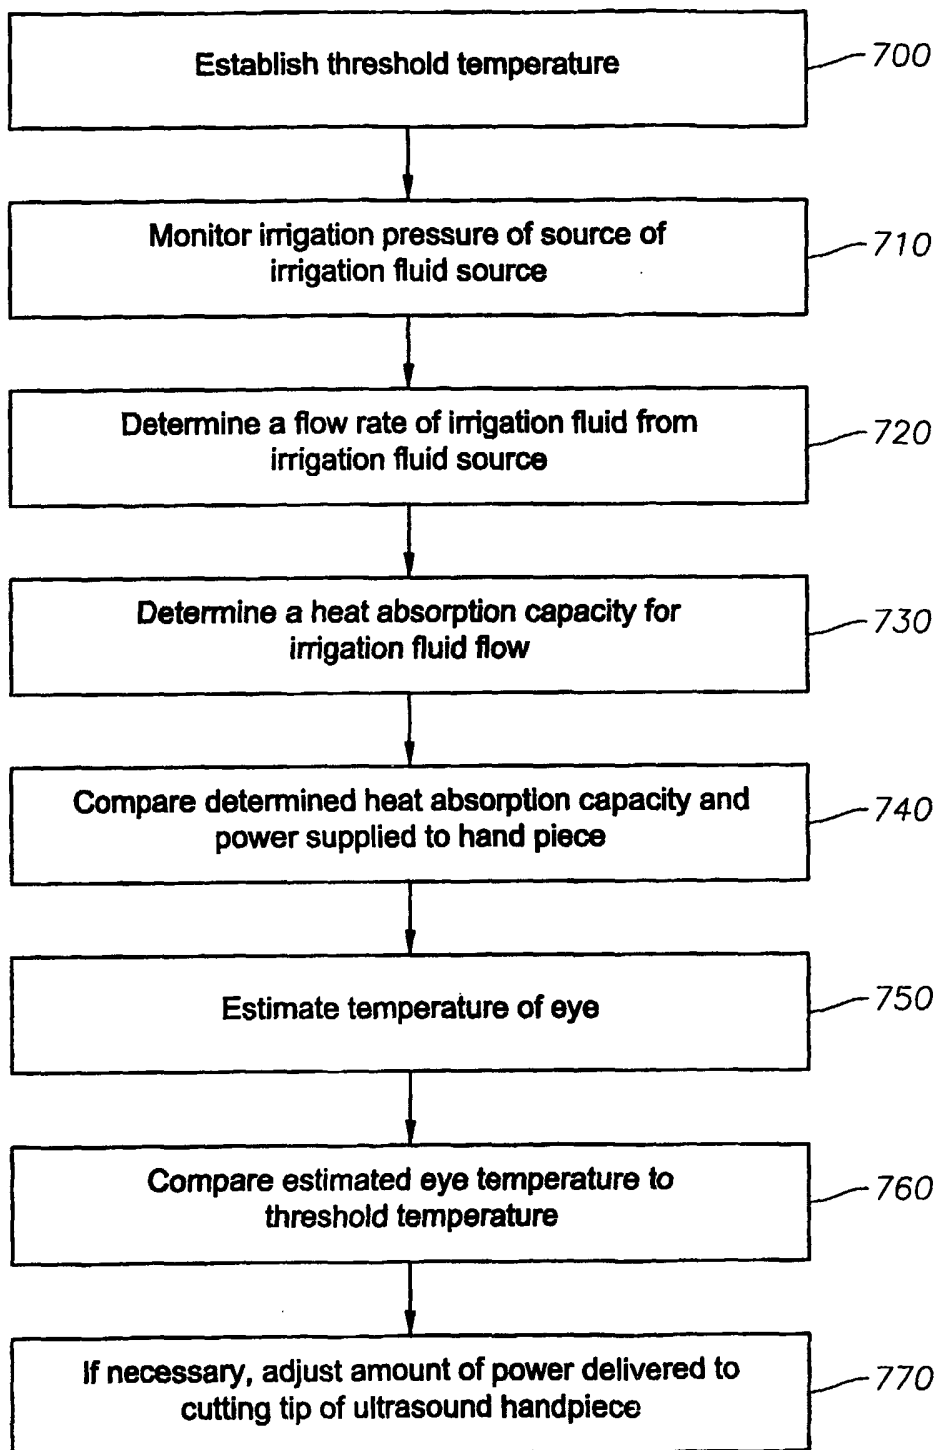 Establish threshold temperature
700
Monitor irrigation pressure of source of
irrigation fluid source
710
Determine a flow rate of irrigation fluid from
irrigation fluid source
720
Determine a heat absorption capacity for
irrigation fluid flow
730
Compare determined heat absorption capacity and
power supplied to hand piece
740
Estimate temperature of eye
750
Compare estimated eye temperature to
threshold temperature
760
If necessary, adjust amount of power delivered to
cutting tip of ultrasound handpiece
770